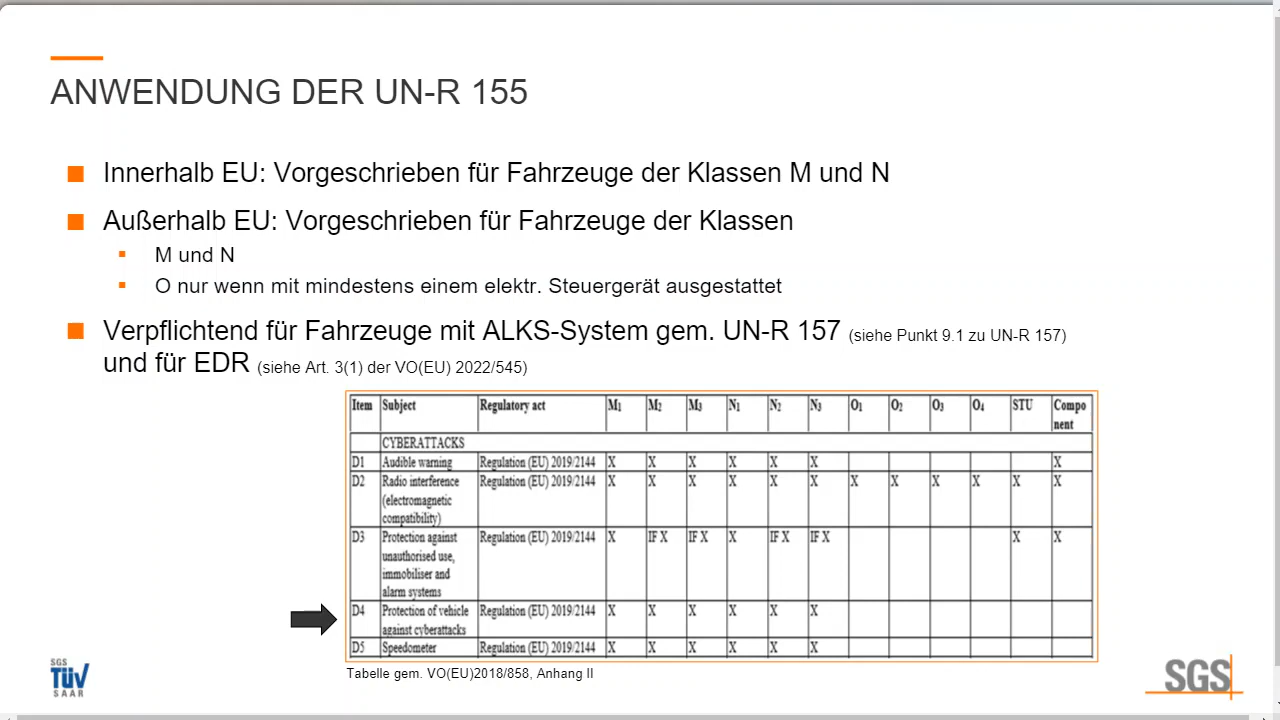 ANWENDUNG DER UN-R 155
Innerhalb EU: Vorgeschrieben für Fahrzeuge der Klassen M und N
Außerhalb EU: Vorgeschrieben für Fahrzeuge der Klassen
M und N
O nur wenn mit mindestens einem elektr. Steuergerät ausgestattet
Verpflichtend für Fahrzeuge mit ALKS-System gem. UN-R 157 (siehe Punkt 9.1 zu UN-R 157)
und für EDR (siehe Art. 3(1) der VO(EU) 2022/545)
Item Subject Regulatory act M1 M2 M3 N1 N2 N3 O1 O2 O3 O4 STU Compo
nent
CYBERATTACKS
D1 Audible warning Regulation (EU) 2019/2144 X X X X X X X
D2 Radio interference Regulation (EU) 2019/2144 X X X X X X X X X X X X
(electromagnetic
compatibility)
D3 Protection against Regulation (EU) 2019/2144 X IF X IF X X IF X IF X X X
unauthorised use,
immobiliser and
alarm systems
D4 Protection of vehicle Regulation (EU) 2019/2144 X X X X X X
against cyberattacks
D5 Speedometer Regulation (EU) 2019/2144 X X X X X X
Tabelle gem. VO(EU)2018/858, Anhang II
SGS
TÜV
SAAR
SGS